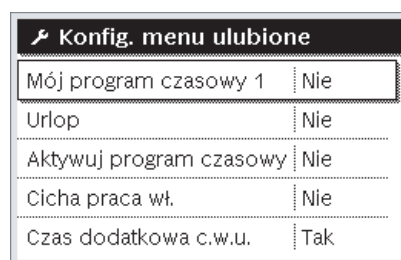 Konfig. menu ulubione
Mój program czasowy 1 Nie
Urlop Nie
Aktywuj program czasowy Nie
Cicha praca wł. Nie
Czas dodatkowa c.w.u. Tak